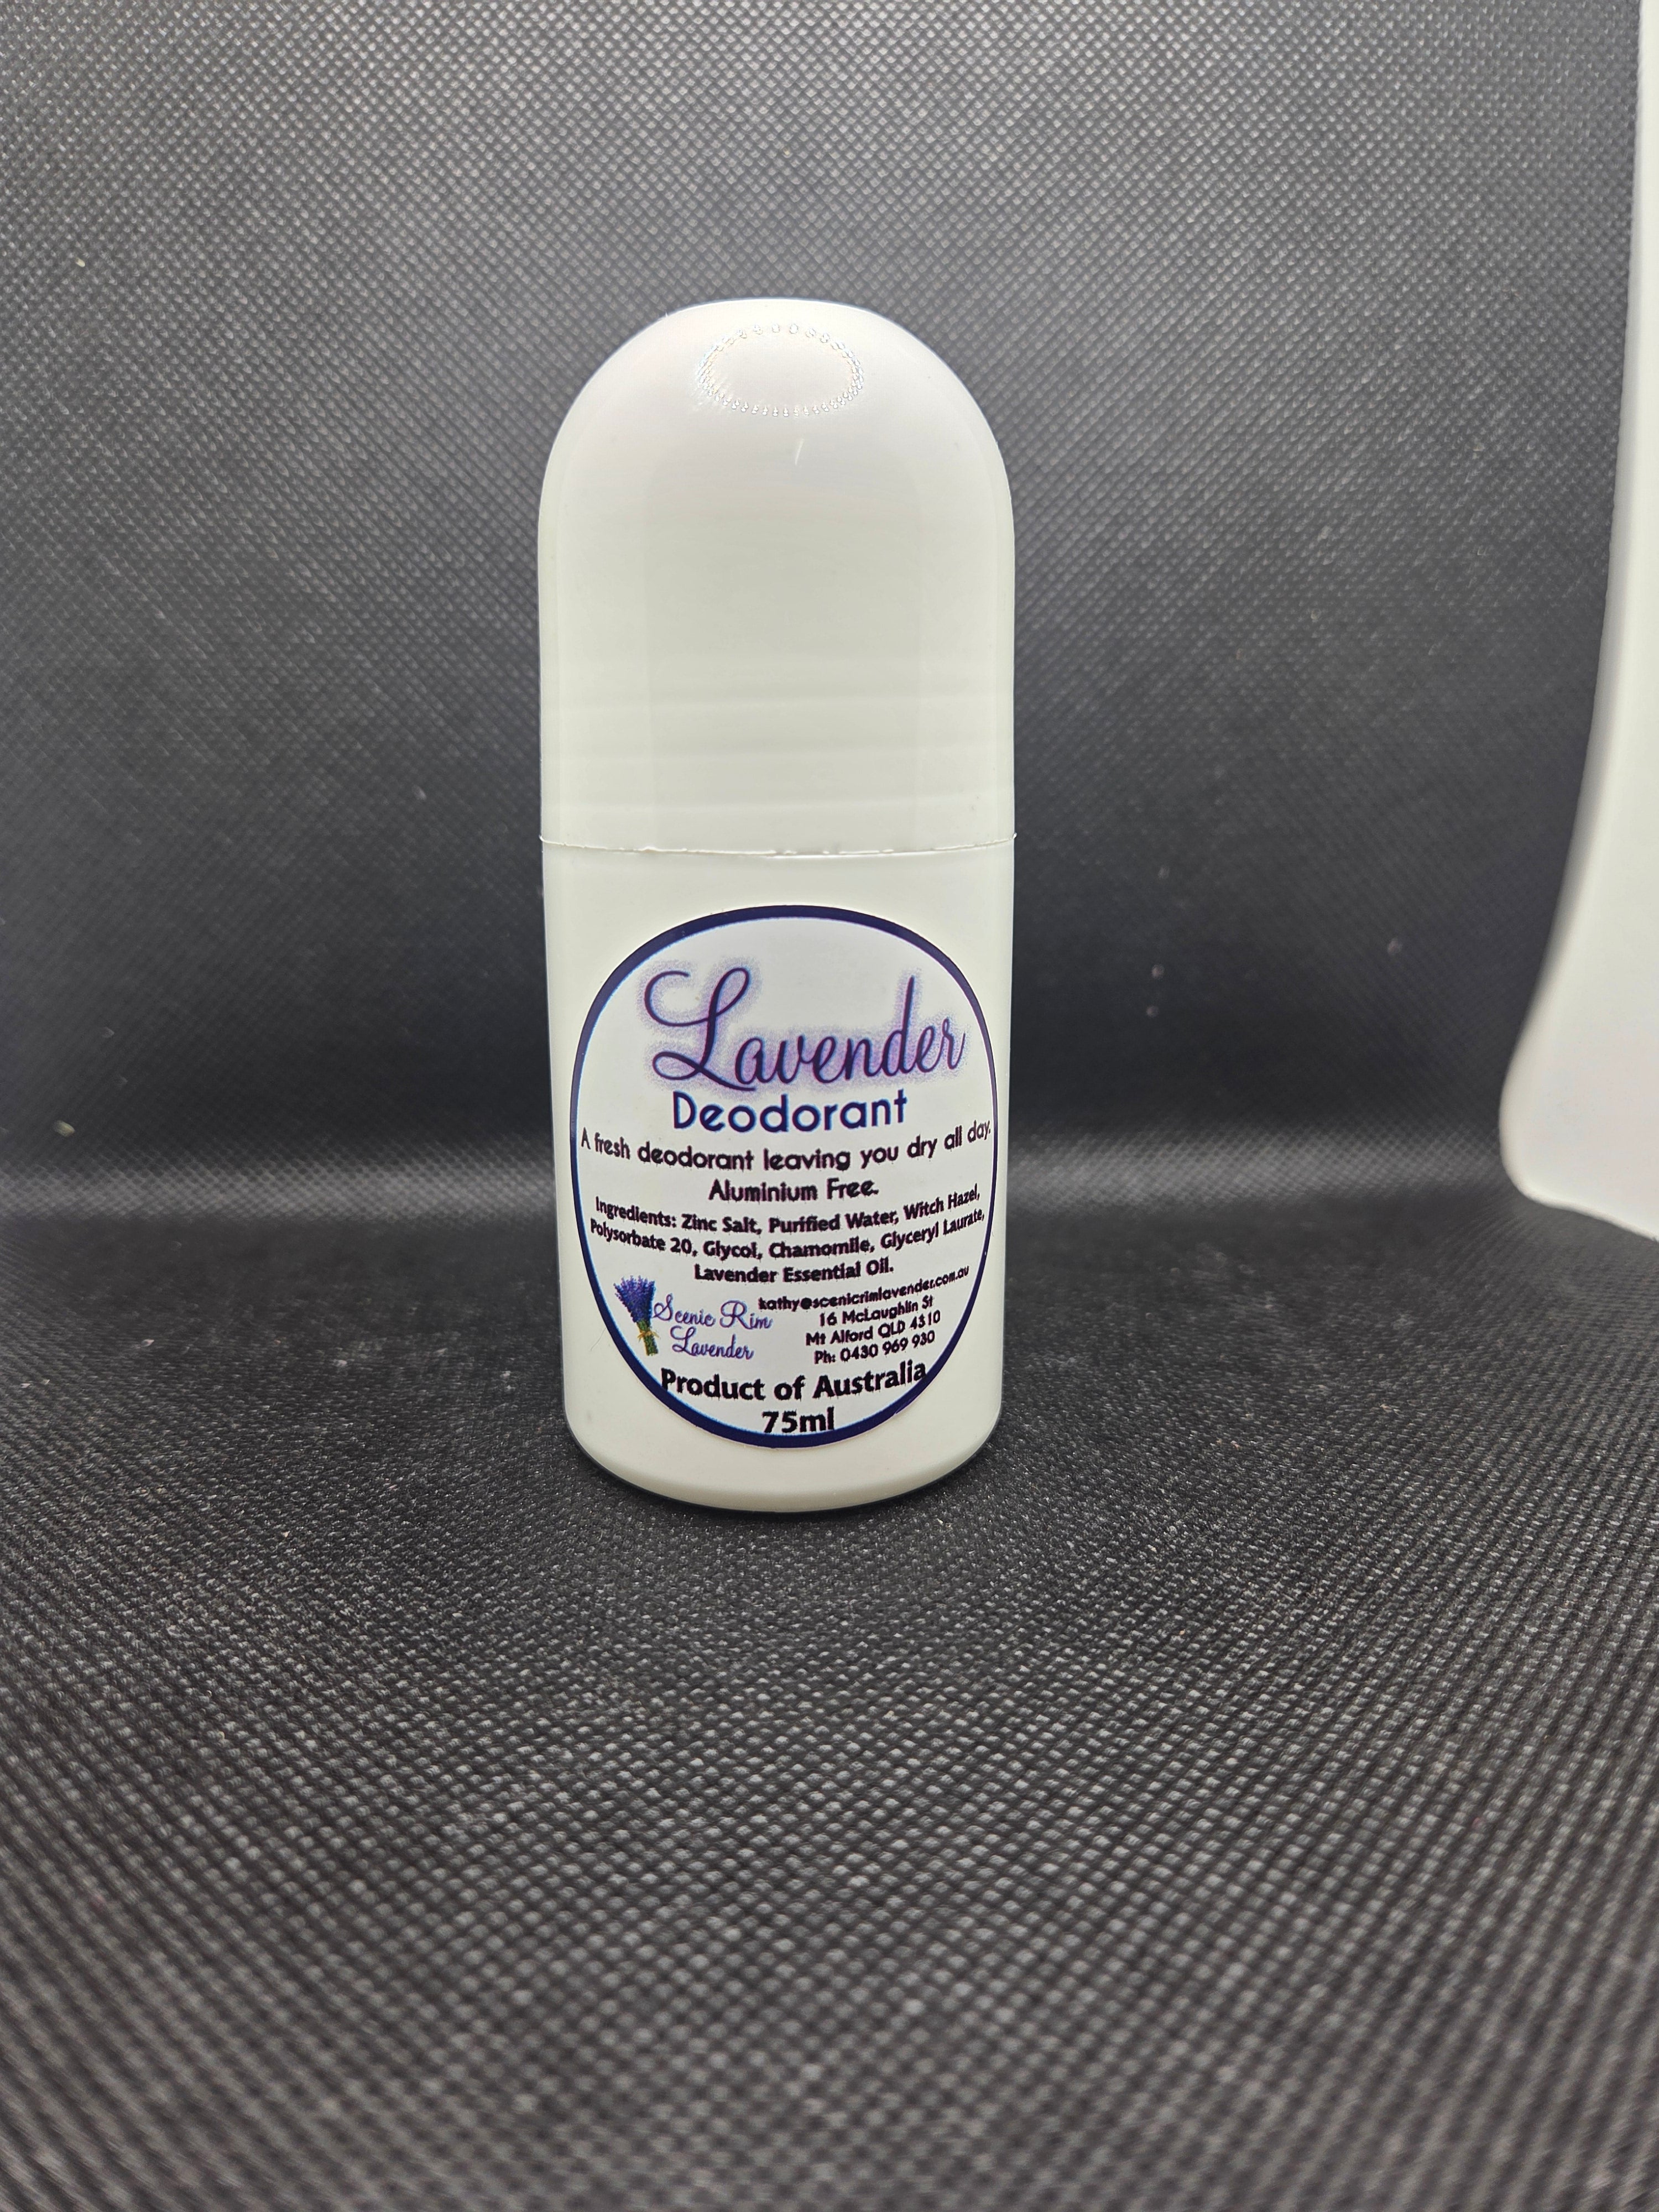 Lavender
Deodorant
A fresh deodorant leaving you dry all day.
Aluminium Free.
Ingredients: Zinc Salt, Purified Water, Witch Hazel,
Polysorbate 20, Glycol, Chamomile, Glyceryl Laurate,
Lavender Essential Oil.
Scenic Rim
Lavender
kathy@scenicrimlavender.com.au
16 McLaughlin St
Mt Alford QLD 4310
Ph: 0430 969 930
Product of Australia
75ml